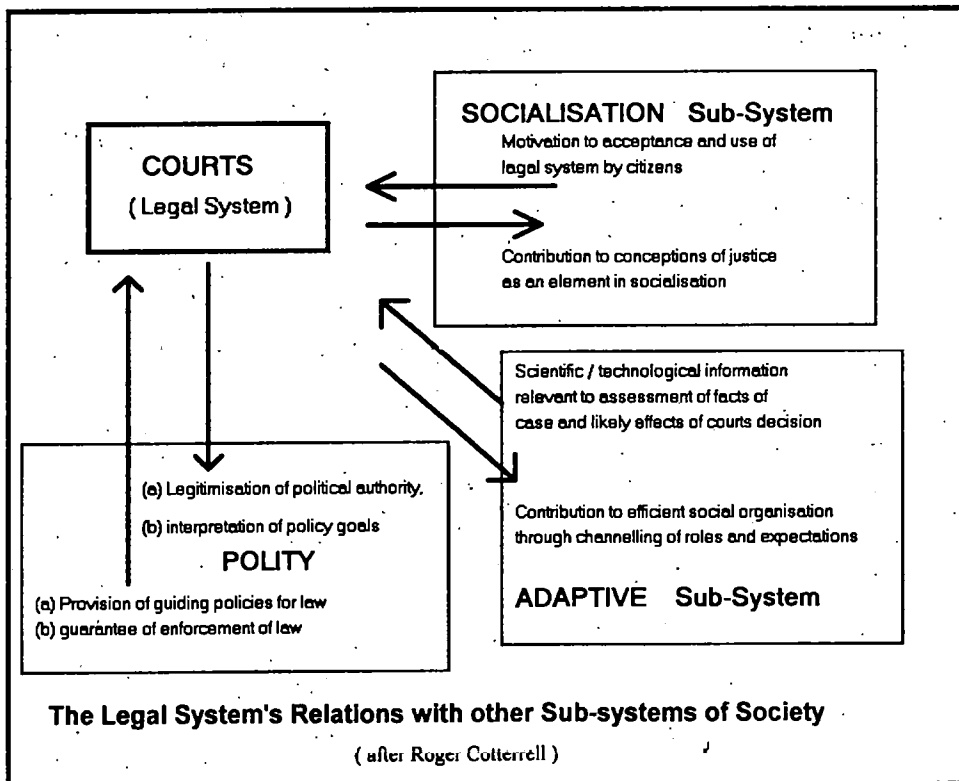 COURTS
( Legal System )
SOCIALISATION Sub-System
Motivation to acceptance and use of
legal system by citizens
Contribution to conceptions of justice
as an element in socialisation
Scientific / technological information
relevant to assessment of facts of
case and likely effects of courts decision
Contribution to efficient social organisation
through channelling of roles and expectations
ADAPTIVE Sub-System
(a) Legitimisation of political authority,
(b) interpretation of policy goals
POLITY
(a) Provision of guiding policies for law
(b) guarantee of enforcement of law
The Legal System's Relations with other Sub-systems of Society
( after Roger Cotterrell )